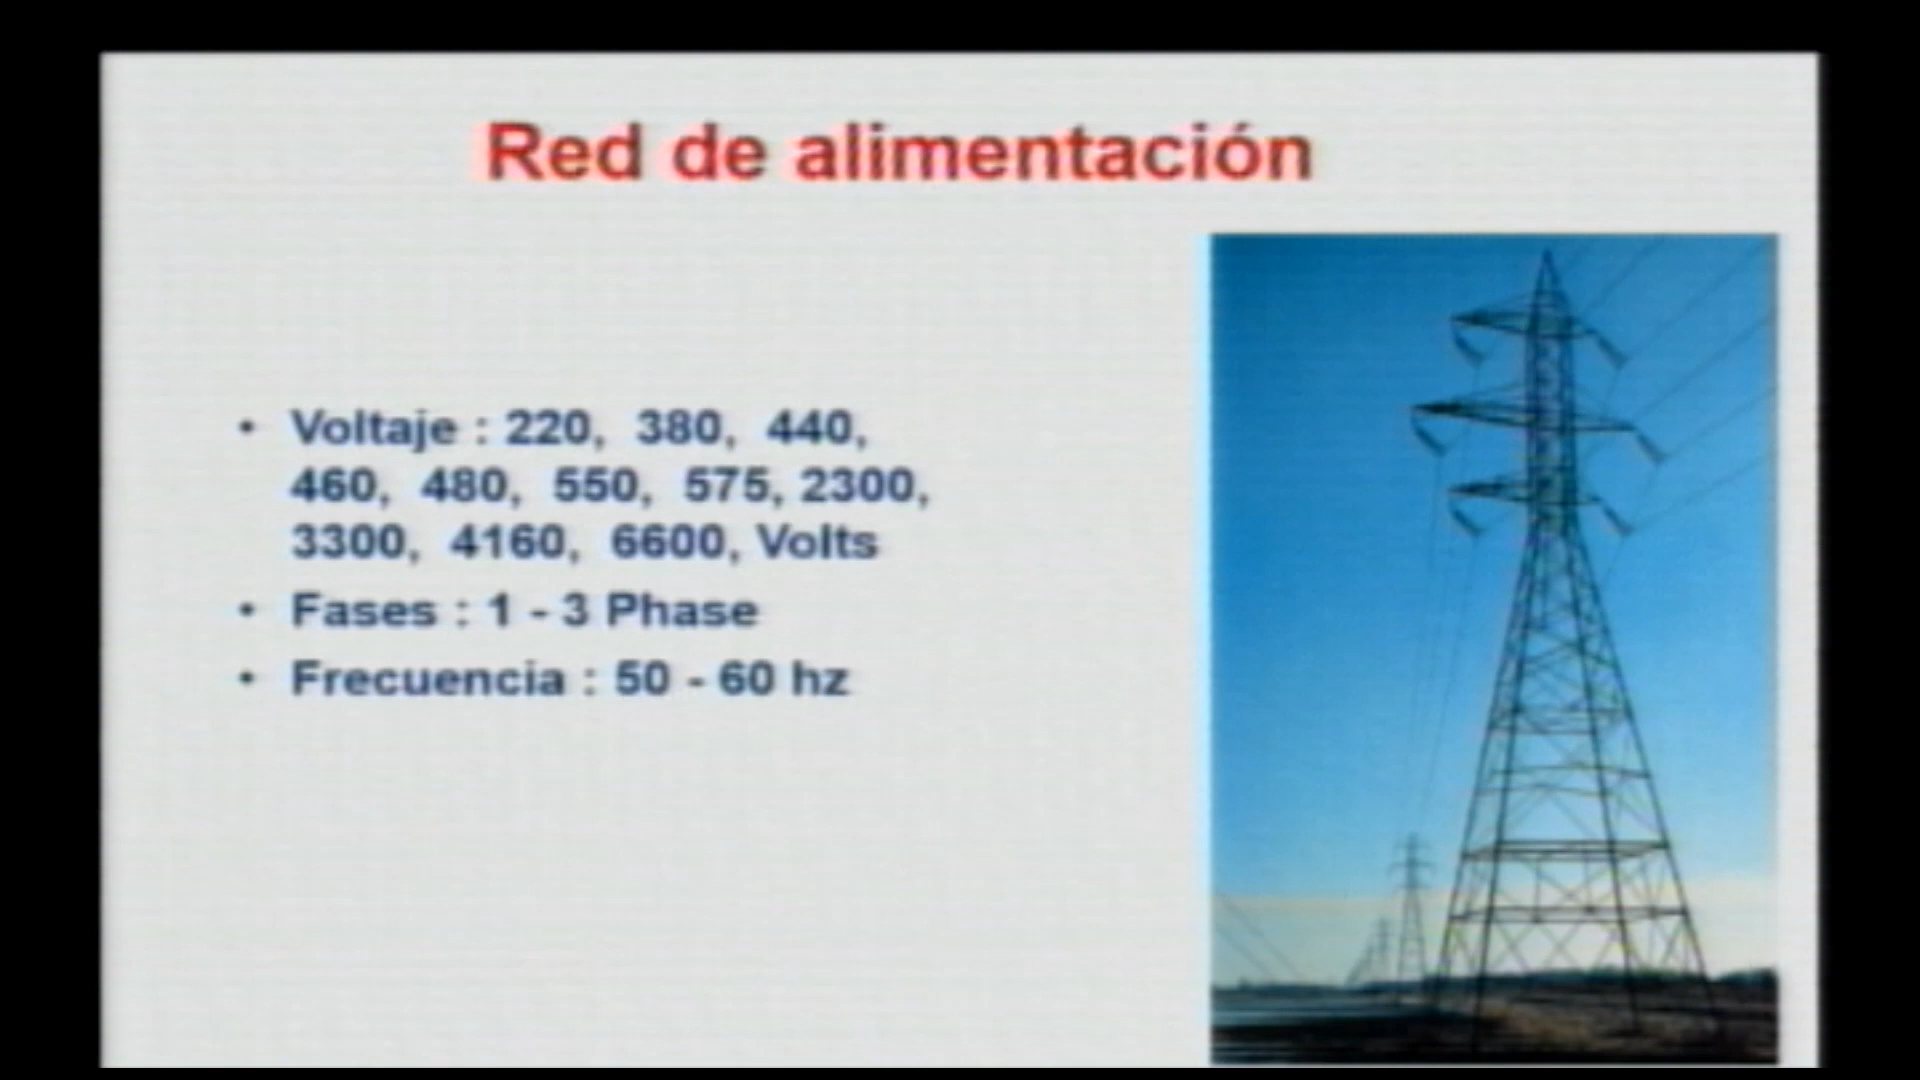 Red de alimentación
• Voltaje : 220, 380, 440,
460, 480, 550, 575, 2300,
3300, 4160, 6600, Volts
• Fases : 1 - 3 Phase
• Frecuencia : 50 - 60 hz